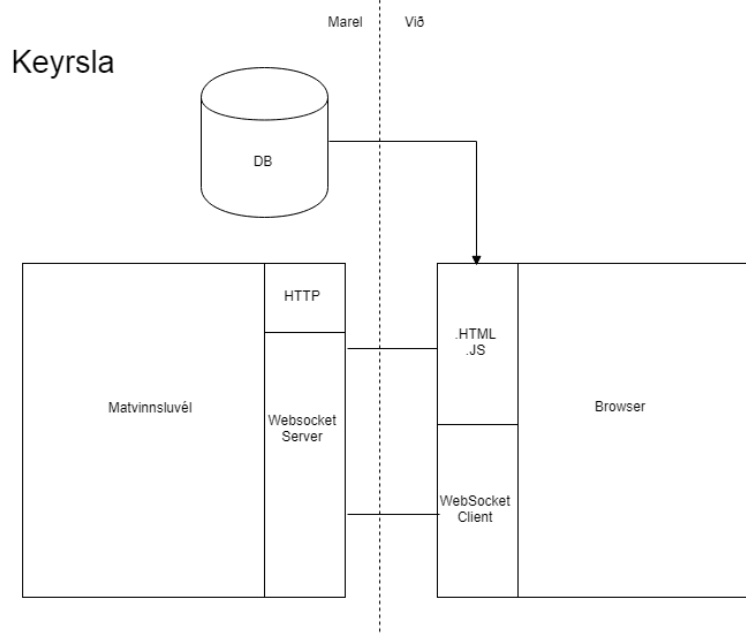 Marel
Við
Keyrsla
DB
HTTP
.HTML
.JS
Matvinnsluvél
Websocket
Server
Browser
WebSocket
Client